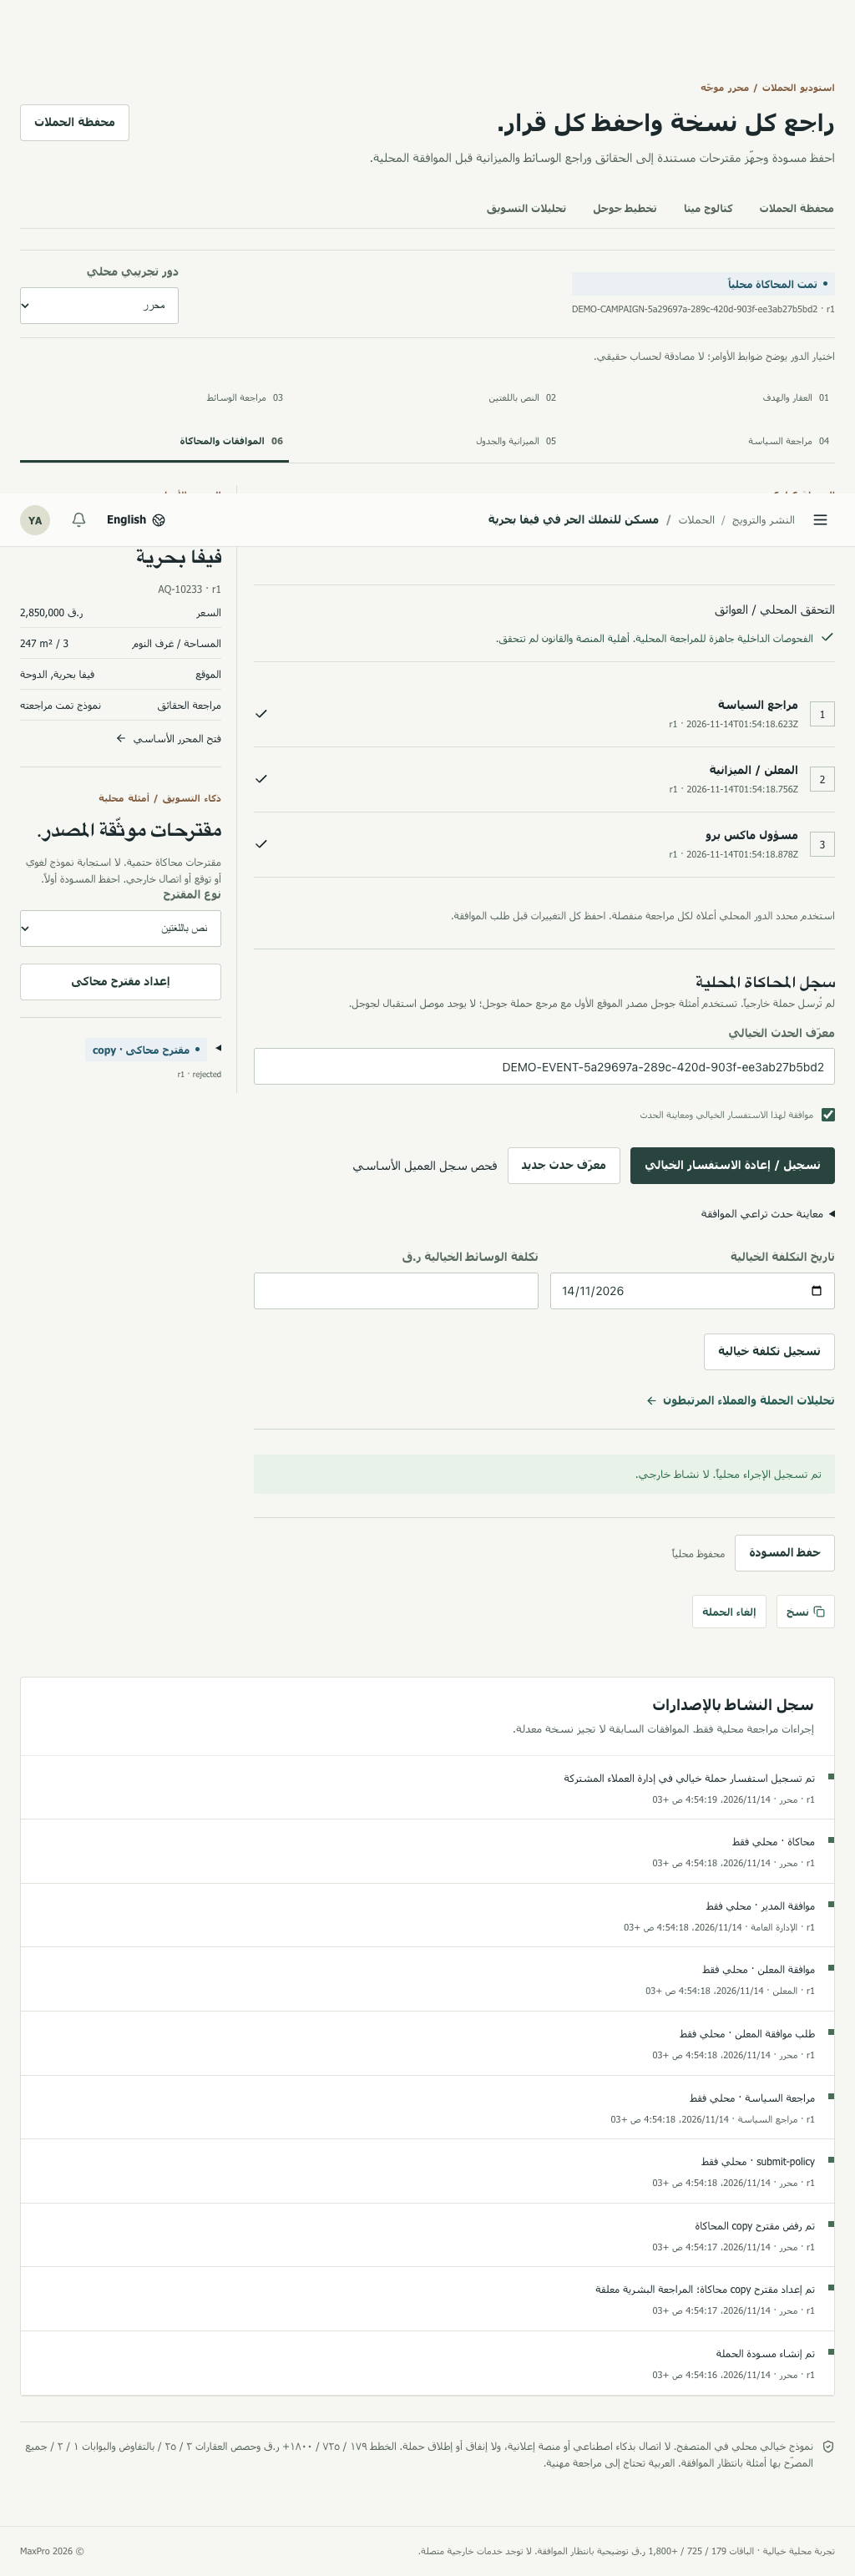 استوديو الحملات / محرر موجّه
راجع كل نسخة واحفظ كل قرار.
احفظ مسودة وجهّز مقترحات مستندة إلى الحقائق وراجع الوسائط والميزانية قبل الموافقة المحلية.
محفظة الحملات
محفظة الحملات
كتالوج ميتا
تخطيط جوجل
تحليلات التسويق
تمت المحاكاة محلياً
DEMO-CAMPAIGN-5a29697a-289c-420d-903f-ee3ab27b5bd2 · r1
دور تجريبي محلي
محرر
اختيار الدور يوضح ضوابط الأوامر؛ لا مصادقة لحساب حقيقي.
01 العقار والهدف
02 النص باللغتين
03 مراجعة الوسائط
04 مراجعة السياسة
05 الميزانية والجدول
06 الموافقات والمحاكاة
النشر والترويج / الحملات / مسكن للتملك الحر في فيفا بحرية
English
YA
التحقق المحلي / العوائق
الفحوصات الداخلية جاهزة للمراجعة المحلية. أهلية المنصة والقانون لم تتحقق.
1 مراجع السياسة
r1 · 2026-11-14T01:54:18.623Z
2 المعلن / الميزانية
r1 · 2026-11-14T01:54:18.756Z
3 مسؤول ماكس برو
r1 · 2026-11-14T01:54:18.878Z
استخدم محدد الدور المحلي أعلاه لكل مراجعة منفصلة. احفظ كل التغييرات قبل طلب الموافقة.
سجل المحاكاة المحلية
لم تُرسل حملة خارجياً. تستخدم أمثلة جوجل مصدر الموقع الأول مع مرجع حملة جوجل؛ لا يوجد موصل استقبال لجوجل.
معرّف الحدث الخيالي
DEMO-EVENT-5a29697a-289c-420d-903f-ee3ab27b5bd2
موافقة لهذا الاستفسار الخيالي ومعاينة الحدث
تسجيل / إعادة الاستفسار الخيالي
معرّف حدث جديد
فحص سجل العميل الأساسي
معاينة حدث تراعي الموافقة
تاريخ التكلفة الخيالية
14/11/2026
تكلفة الوسائط الخيالية ر.ق
تسجيل تكلفة خيالية
تحليلات الحملة والعملاء المرتبطون
تم تسجيل الإجراء محلياً. لا نشاط خارجي.
حفظ المسودة
محفوظ محلياً
نسخ
إلغاء الحملة
فيفا بحرية
AQ-10233 · r1
السعر
2,850,000 ر.ق
المساحة / غرف النوم
247 m² / 3
الموقع
فيفا بحرية, الدوحة
مراجعة الحقائق
نموذج تمت مراجعته
فتح المحرر الأساسي
ذكاء التسويق / أمثلة محلية
مقترحات موثّقة المصدر.
مقترحات محاكاة حتمية. لا استجابة نموذج لغوي
أو توقع أو اتصال خارجي. احفظ المسودة أولاً.
نوع المقترح
نص باللغتين
إعداد مقترح محاكى
مقترح محاكى · copy
r1 · rejected
سجل النشاط بالإصدارات
إجراءات مراجعة محلية فقط. الموافقات السابقة لا تجيز نسخة معدلة.
تم تسجيل استفسار حملة خيالي في إدارة العملاء المشتركة
r1 · محرر · 2026/11/14، 4:54:19 ص +03
محاكاة · محلي فقط
r1 · محرر · 2026/11/14، 4:54:18 ص +03
موافقة المدير · محلي فقط
r1 · الإدارة العامة · 2026/11/14، 4:54:18 ص +03
موافقة المعلن · محلي فقط
r1 · المعلن · 2026/11/14، 4:54:18 ص +03
طلب موافقة المعلن · محلي فقط
r1 · محرر · 2026/11/14، 4:54:18 ص +03
مراجعة السياسة · محلي فقط
r1 · مراجع السياسة · 2026/11/14، 4:54:18 ص +03
submit-policy · محلي فقط
r1 · محرر · 2026/11/14، 4:54:18 ص +03
تم رفض مقترح copy المحاكاة
r1 · محرر · 2026/11/14، 4:54:17 ص +03
تم إعداد مقترح copy محاكاة؛ المراجعة البشرية معلقة
r1 · محرر · 2026/11/14، 4:54:17 ص +03
تم إنشاء مسودة الحملة
r1 · محرر · 2026/11/14، 4:54:16 ص +03
نموذج خيالي محلي في المتصفح. لا اتصال بذكاء اصطناعي أو منصة إعلانية، ولا إنفاق أو إطلاق حملة. الخطط ١٧٩ / ٧٢٥ / ١٨٠٠+ ر.ق وحصص العقارات ٣ / ٢٥ / بالتفاوض والبوابات ١ / ٢ / جميع
المصرّح بها أمثلة بانتظار الموافقة. العربية تحتاج إلى مراجعة مهنية.
تجربة محلية خيالية · الباقات 179 / 725 / +1,800 ر.ق توضيحية بانتظار الموافقة. لا توجد خدمات خارجية متصلة.
© 2026 MaxPro